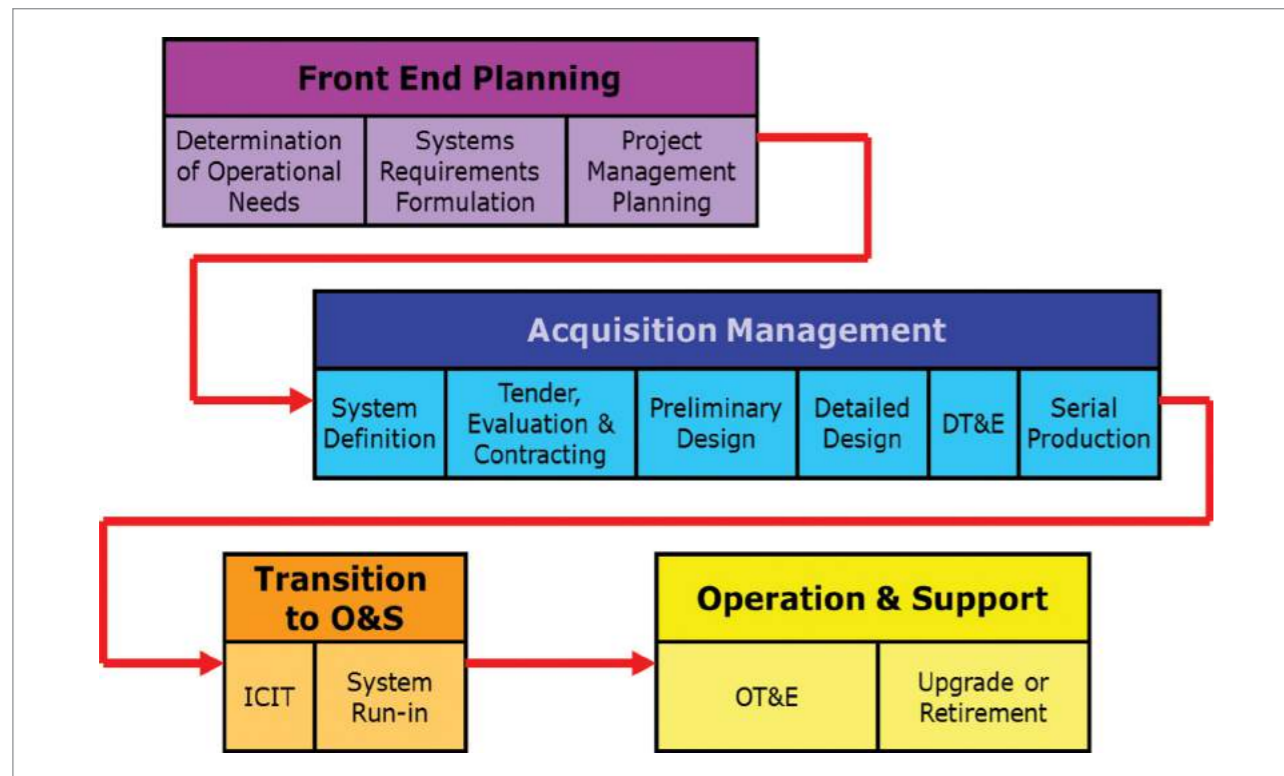 Front End Planning
Determination
of Operational
Needs
Systems
Requirements
Formulation
Project
Management
Planning
Acquisition Management
System
Definition
Tender,
Evaluation &
Contracting
Preliminary
Design
Detailed
Design
DT&E
Serial
Production
Transition
to O&S
ICIT
System
Run-in
Operation & Support
OT&E
Upgrade or
Retirement